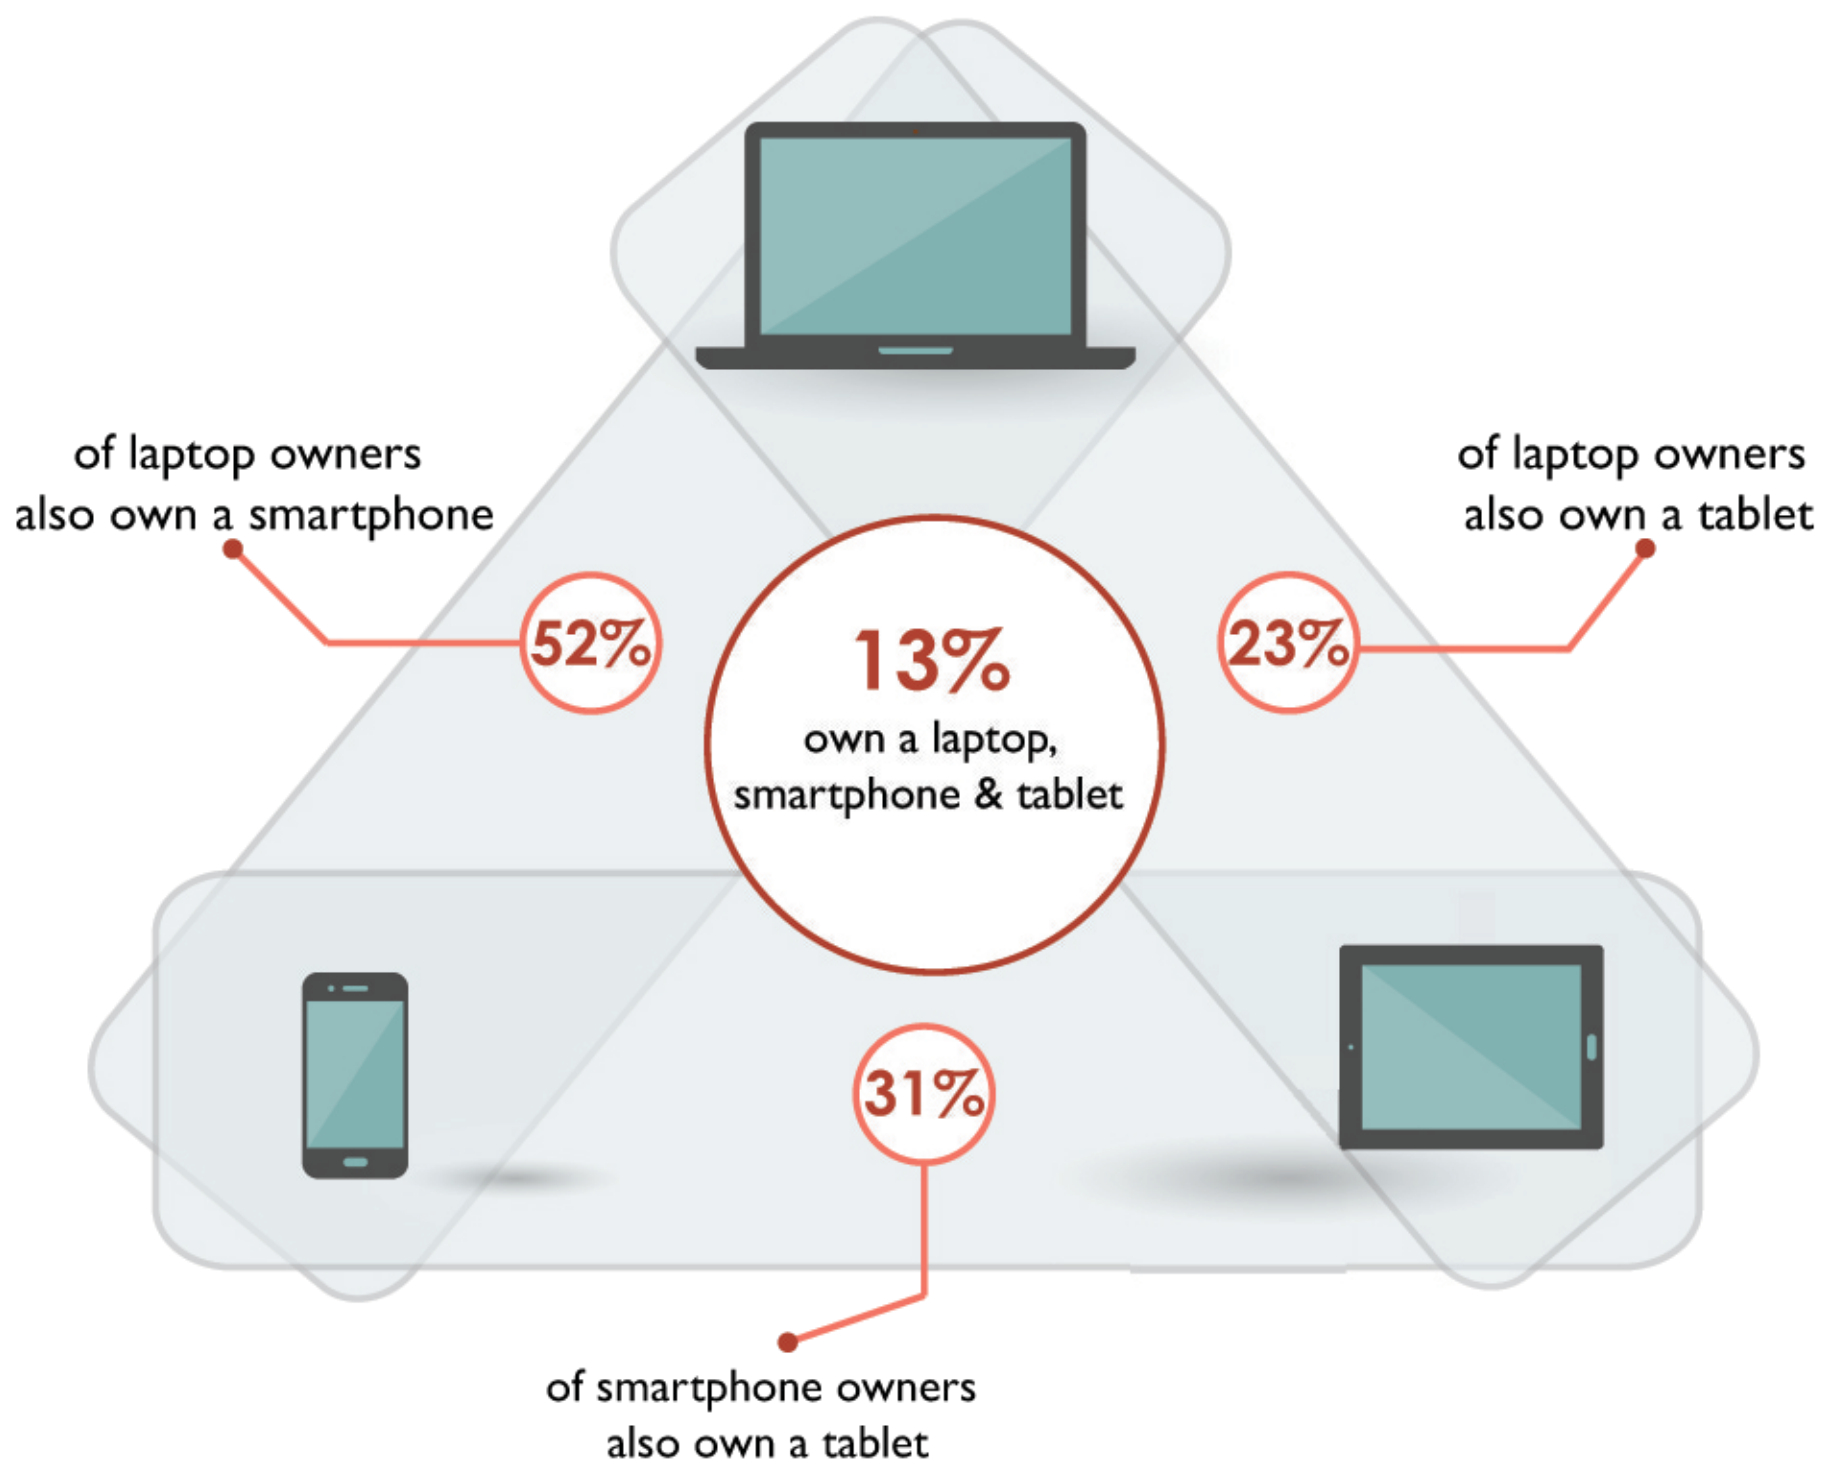 of laptop owners
also own a smartphone
52%
13%
own a laptop,
smartphone & tablet
of laptop owners
also own a tablet
23%
31%
of smartphone owners
also own a tablet